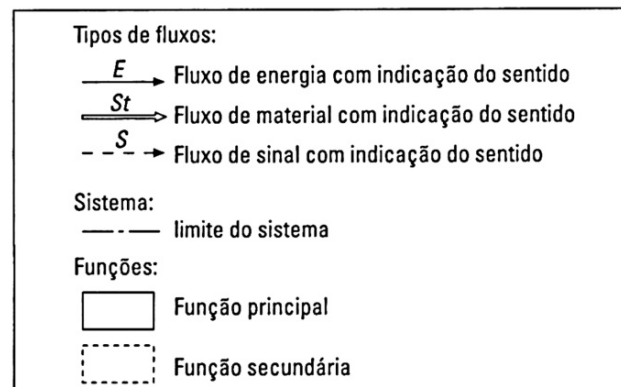 Tipos de fluxos:
E Fluxo de energia com indicação do sentido
St Fluxo de material com indicação do sentido
S Fluxo de sinal com indicação do sentido
Sistema:
limite do sistema
Funções:
Função principal
Função secundária